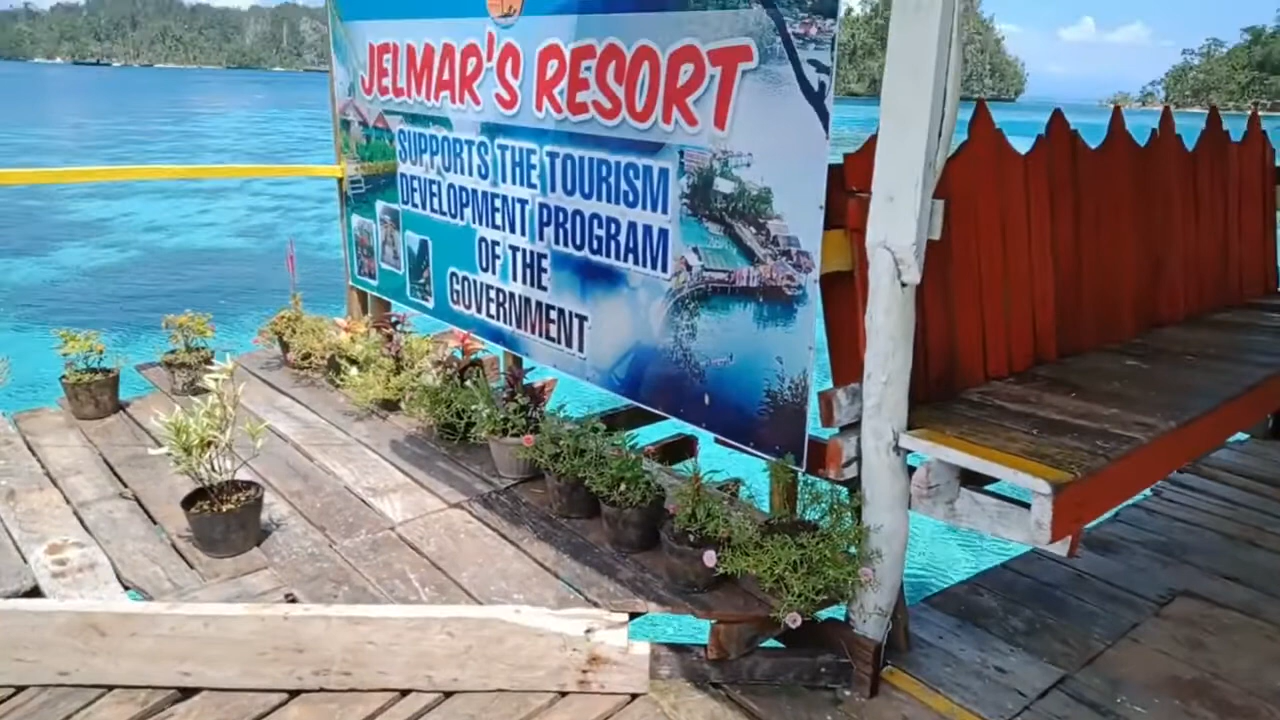 JELMAR'S RESORT
SUPPORTS THE TOURISM
DEVELOPMENT PROGRAM
OF THE
GOVERNMENT